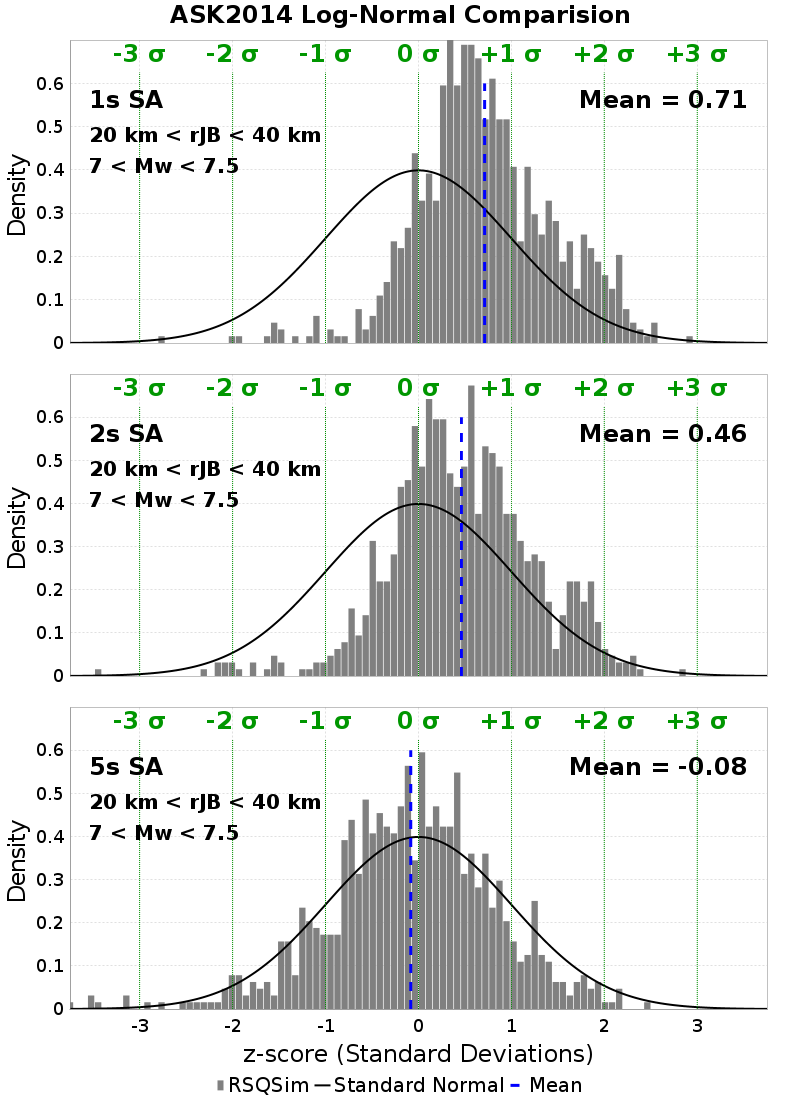 ASK2014 Log-Normal Comparision
-3 σ -2 σ -1 σ 0 σ +1 σ +2 σ +3 σ
1s SA
Mean = 0.71
20 km < rJB < 40 km
7 < Mw < 7.5
Density
0.6
0.5
0.4
0.3
0.2
0.1
0
-3 σ -2 σ -1 σ 0 σ +1 σ +2 σ +3 σ
2s SA
Mean = 0.46
20 km < rJB < 40 km
7 < Mw < 7.5
Density
0.6
0.5
0.4
0.3
0.2
0.1
0
-3 σ -2 σ -1 σ 0 σ +1 σ +2 σ +3 σ
5s SA
Mean = -0.08
20 km < rJB < 40 km
7 < Mw < 7.5
Density
0.6
0.5
0.4
0.3
0.2
0.1
0
-3 -2 -1 0 1 2 3
z-score (Standard Deviations)
RSQSim Standard Normal Mean